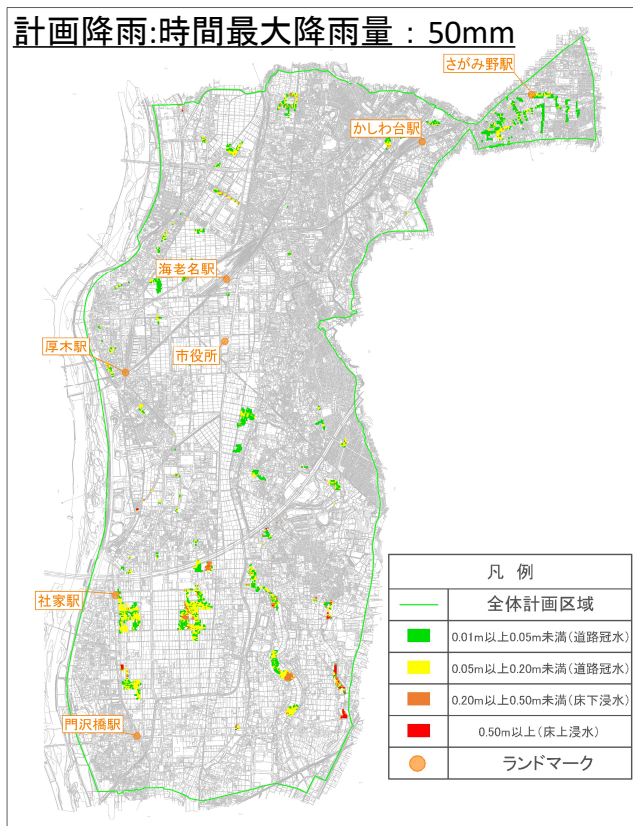 計画降雨:時間最大降雨量：50mm
さがみ野駅
かしわ台駅
海老名駅
厚木駅
市役所
社家駅
門沢橋駅
凡 例
全体計画区域
0.01m以上0.05m未満(道路冠水)
0.05m以上0.20m未満(道路冠水)
0.20m以上0.50m未満(床下浸水)
0.50m以上(床上浸水)
ランドマーク